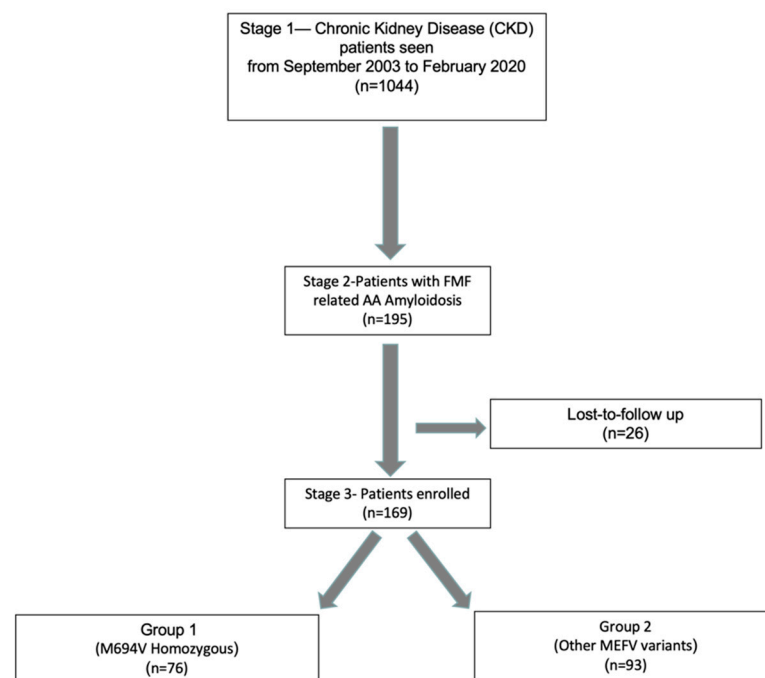 Stage 1— Chronic Kidney Disease (CKD)
patients seen
from September 2003 to February 2020
(n=1044)
Stage 2-Patients with FMF
related AA Amyloidosis
(n=195)
Lost-to-follow up
(n=26)
Stage 3- Patients enrolled
(n=169)
Group 1
(M694V Homozygous)
(n=76)
Group 2
(Other MEFV variants)
(n=93)